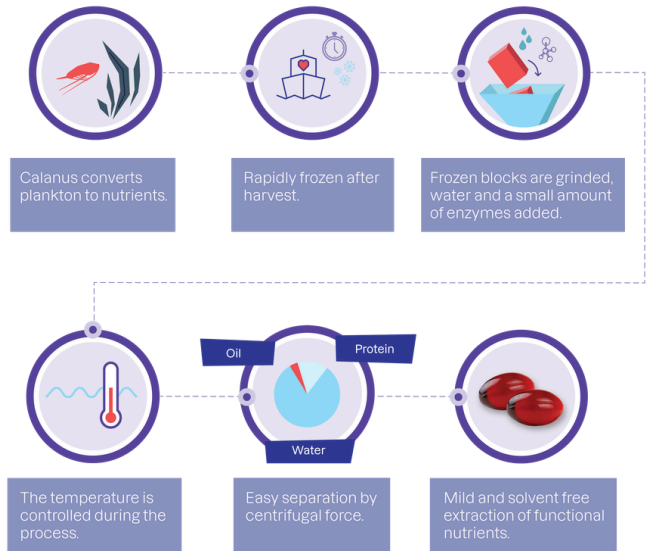 Calanus converts
plankton to nutrients.
Rapidly frozen after
harvest.
Frozen blocks are grinded,
water and a small amount
of enzymes added.
Oil
Protein
Water
The temperature is
controlled during the
process.
Easy separation by
centrifugal force.
Mild and solvent free
extraction of functional
nutrients.